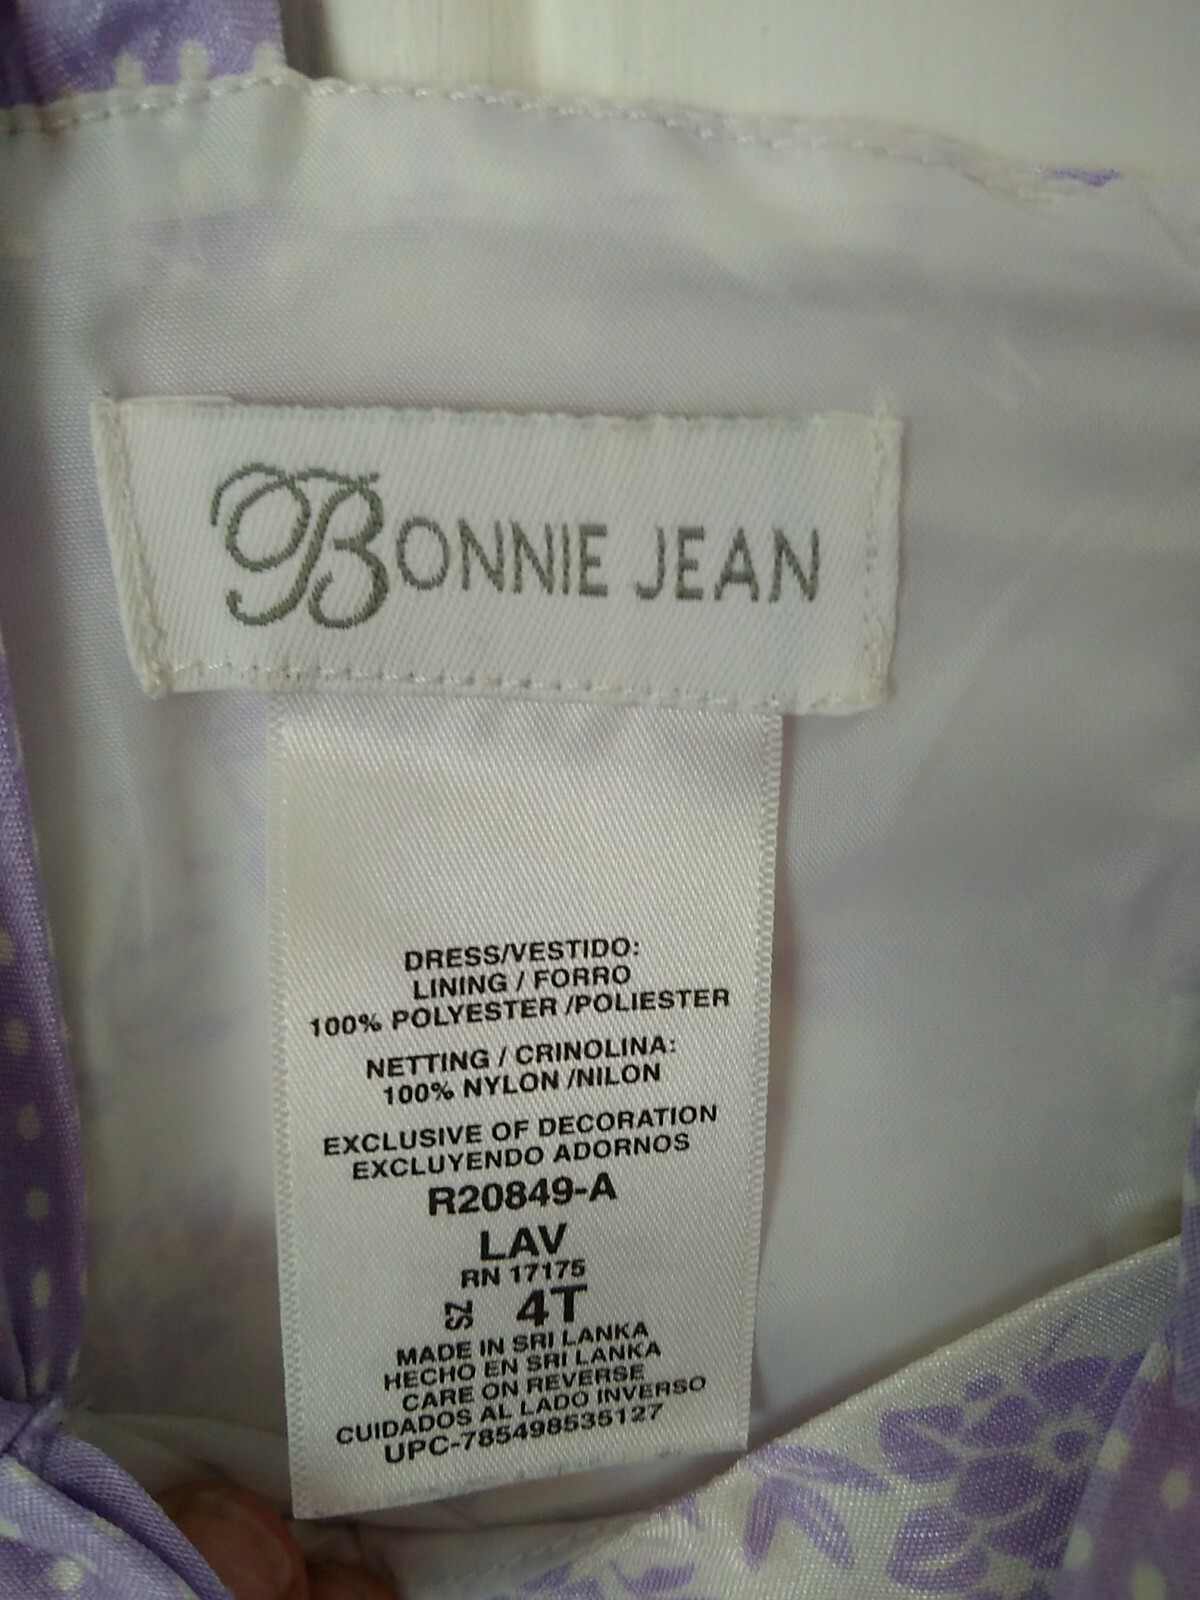 BONNIE JEAN
DRESS/VESTIDO:
LINING / FORRO
100% POLYESTER /POLIESTER
NETTING / CRINOLINA:
100% NYLON /NILON
EXCLUSIVE OF DECORATION
EXCLUYENDO ADORNOS
R20849-A
LAV
RN 17175
SZ 4T
MADE IN SRI LANKA
HECHO EN SRI LANKA
CARE ON REVERSE
CUIDADOS AL LADO INVERSO
UPC-785498535127